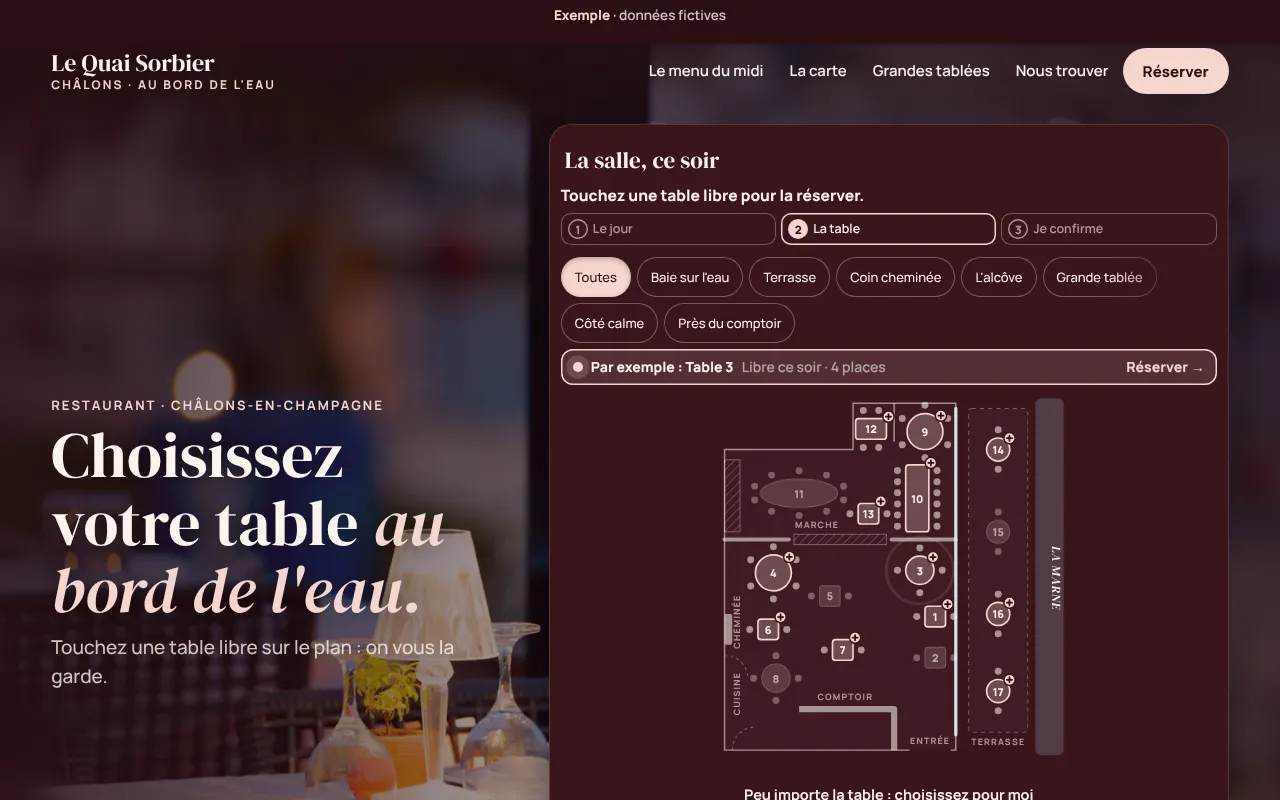 Exemple · données fictives
Le Quai Sorbier
CHÂLONS · AU BORD DE L'EAU
Le menu du midi
La carte
Grandes tablées
Nous trouver
Réserver
RESTAURANT · CHÂLONS-EN-CHAMPAGNE
Choisissez
votre table au
bord de l'eau.
Touchez une table libre sur le plan : on vous la
garde.
La salle, ce soir
Touchez une table libre pour la réserver.
1 Le jour
2 La table
3 Je confirme
Toutes
Baie sur l'eau
Terrasse
Coin cheminée
L'alcôve
Grande tablée
Côté calme
Près du comptoir
Par exemple : Table 3 Libre ce soir · 4 places
Réserver →
12
9
14
11
10
13
MARCHE
15
4
3
5
LA MARNE
CHEMINÉE
6
1
16
7
2
8
CUISINE
17
COMPTOIR
ENTRÉE
TERRASSE
Peu importe la table : choisissez pour moi